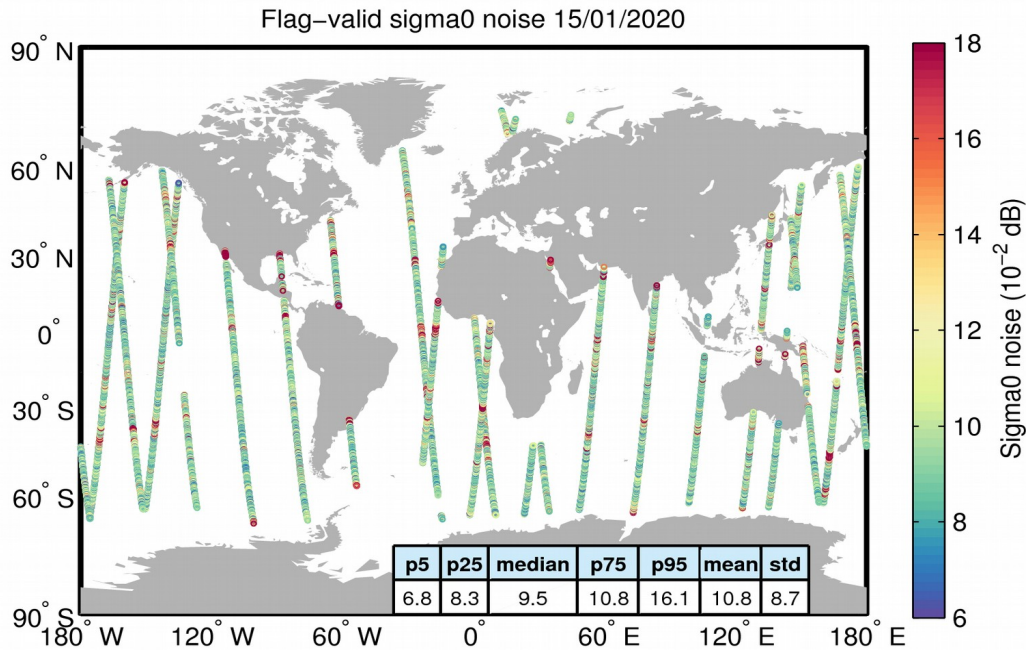 Flag−valid sigma0 noise 15/01/2020
90° N
60° N
30° N
0°
30° S
60° S
90° S
180° W
120° W
60° W
0°
60° E
120° E
180° E
p5 p25 median p75 p95 mean std
6.8 8.3 9.5 10.8 16.1 10.8 8.7
18
16
14
12
10
8
6
Sigma0 noise (10⁻² dB)